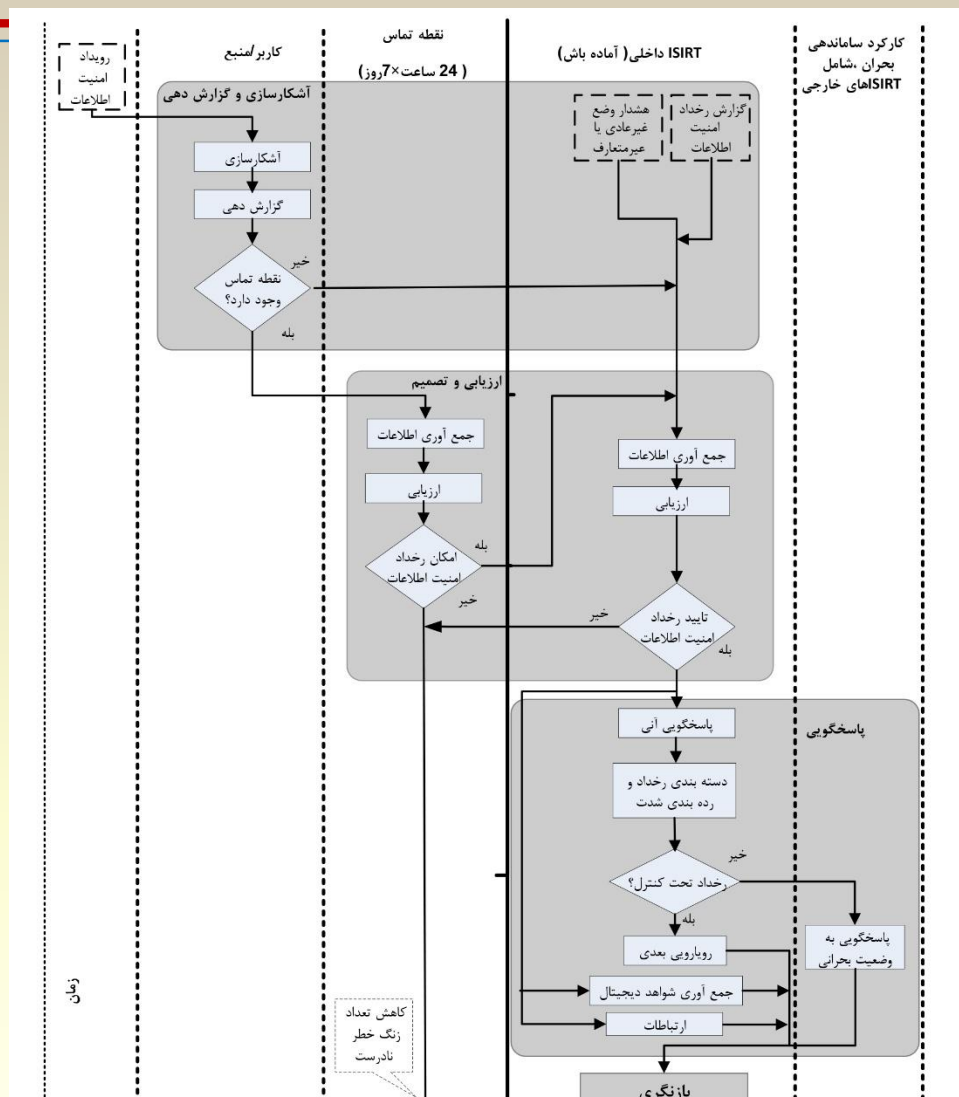 کارکرد ساماندهی
بحران ،شامل
ISIRTهای خارجی
ISIRT داخلی( آماده باش)
نقطه تماس
( 24 ساعت×7روز)
کاربر/منبع
رویداد
امنیت
اطلاعات
آشکارسازی و گزارش دهی
گزارش رخداد
امنیت
اطلاعات
هشدار وضع
غیرعادی یا
عیرمتعارف
آشکارسازی
گزارش دهی
نقطه تماس
وجود دارد؟
خیر
بله
ارزیابی و تصمیم
جمع آوری اطلاعات
ارزیابی
امکان رخداد
امنیت اطلاعات
بله
خیر
جمع آوری اطلاعات
ارزیابی
تایید رخداد
امنیت اطلاعات
خیر
بله
پاسخگویی
پاسخگویی آنی
دسته بندی رخداد و
رده بندی شدت
رخداد تحت کنترل؟
خیر
بله
رویارویی بعدی
پاسخگویی به
وضعیت بحرانی
جمع آوری شواهد دیجیتال
ارتباطات
بازنگری
کاهش تعداد
زنگ خطر
نادرست
زمان